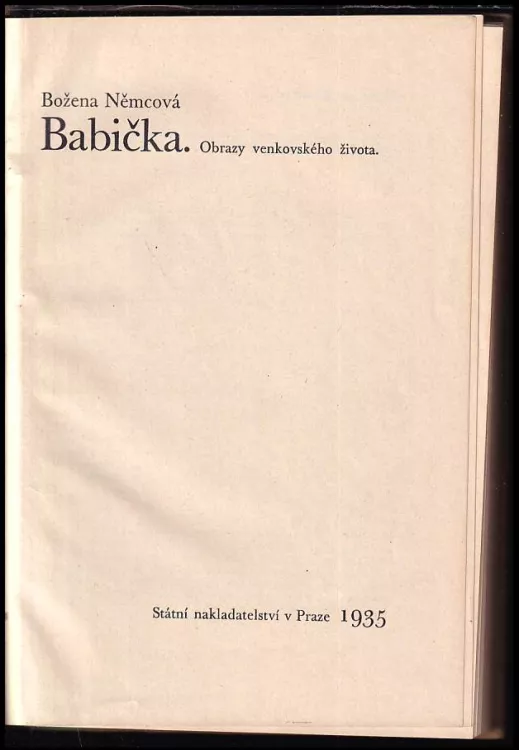 Božena Němcová
Babička. Obrazy venkovského života.
Státní nakladatelství v Praze 1935